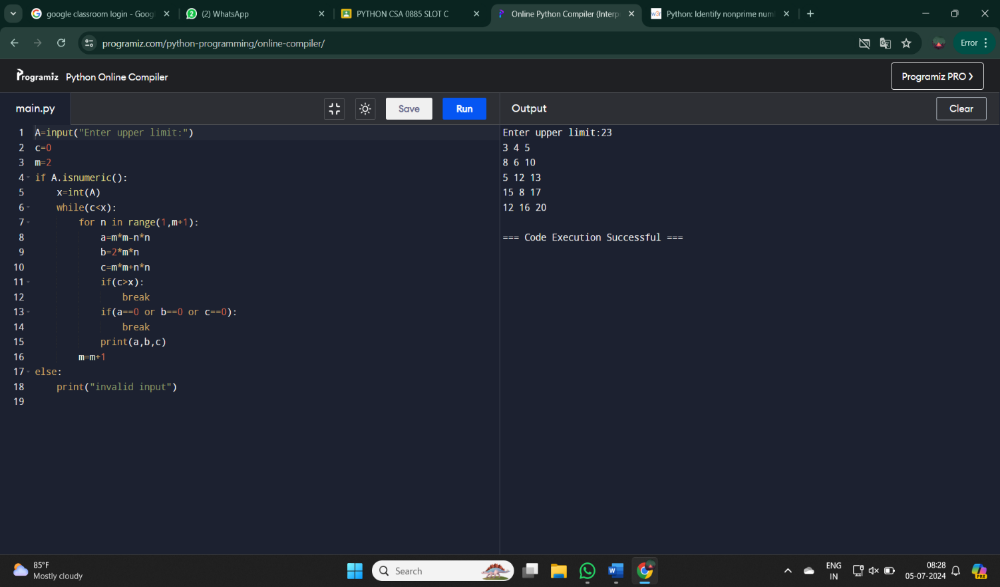 google classroom login - Goog
(2) WhatsApp
PYTHON CSA 0885 SLOT C
Online Python Compiler (Interp
w3r
Python: Identify nonprime num
programiz.com/python-programming/online-compiler/
Error
Programiz Python Online Compiler
Programiz PRO
main.py
Save
Run
Output
Clear
1 A=input("Enter upper limit:")
2 c=0
3 m=2
4 if A.isnumeric():
5 x=int(A)
6 while(c<x):
7 for n in range(1,m+1):
8 a=m*m-n*n
9 b=2*m*n
10 c=m*m+n*n
11 if(c>x):
12 break
13 if(a==0 or b==0 or c==0):
14 break
15 print(a,b,c)
16 m=m+1
17 else:
18 print("invalid input")
19
Enter upper limit:23
3 4 5
8 6 10
5 12 13
15 8 17
12 16 20
=== Code Execution Successful ===
85°F
Mostly cloudy
Search
W
ENG
IN
08:28
05-07-2024
PRE